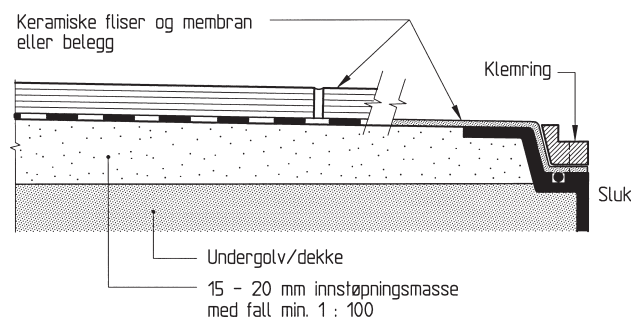 Keramiske fliser og membran
eller belegg
Klemring
Sluk
Undergolv/dekke
15 - 20 mm innstøpningsmasse
med fall min. 1 : 100